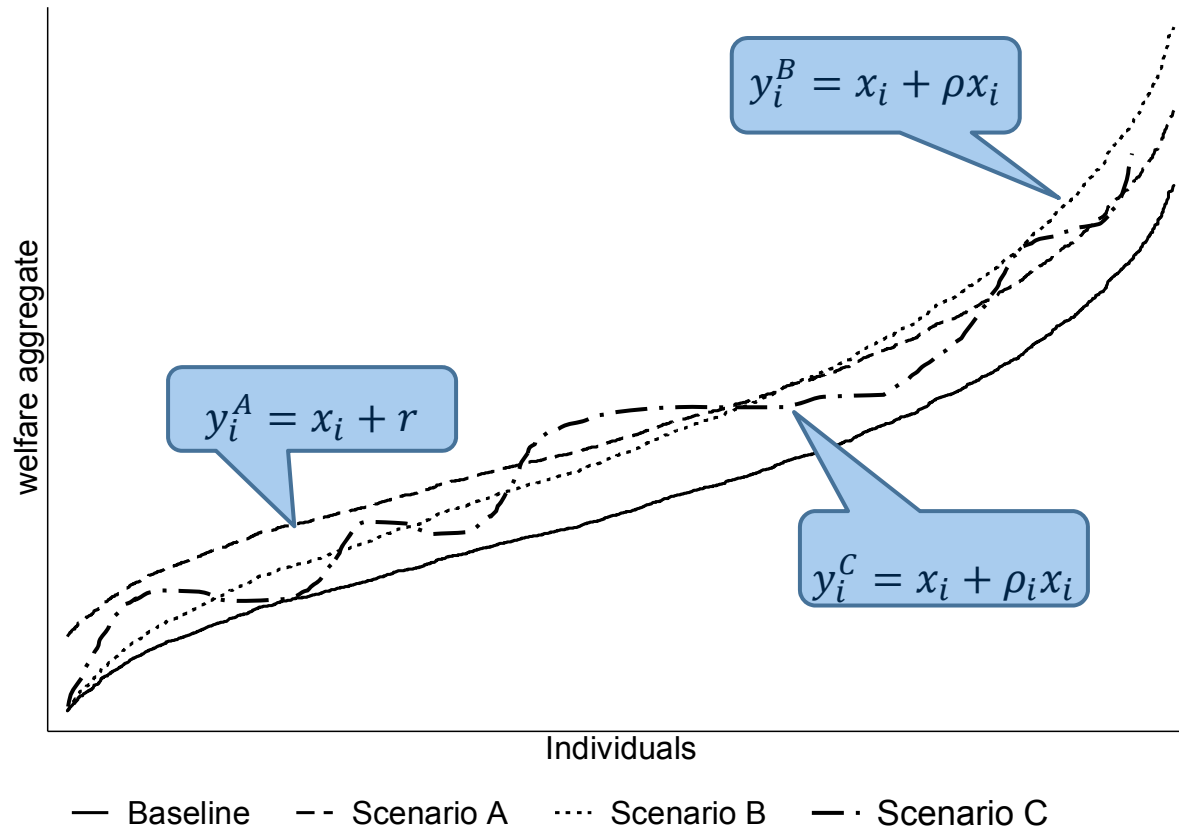 y_i^B = x_i + ρx_i
y_i^A = x_i + r
y_i^C = x_i + ρ_i x_i
welfare aggregate
Individuals
Baseline Scenario A Scenario B Scenario C